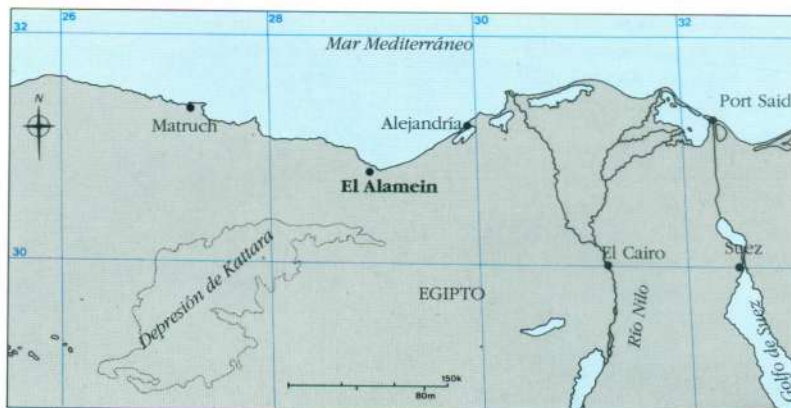 26
28
30
32
32
Mar Mediterráneo
N
Matruch
Alejandría
Port Said
El Alamein
30
Depresión de Kattara
El Cairo
Suez
EGIPTO
Río Nilo
Golfo de Suez
150k
80m